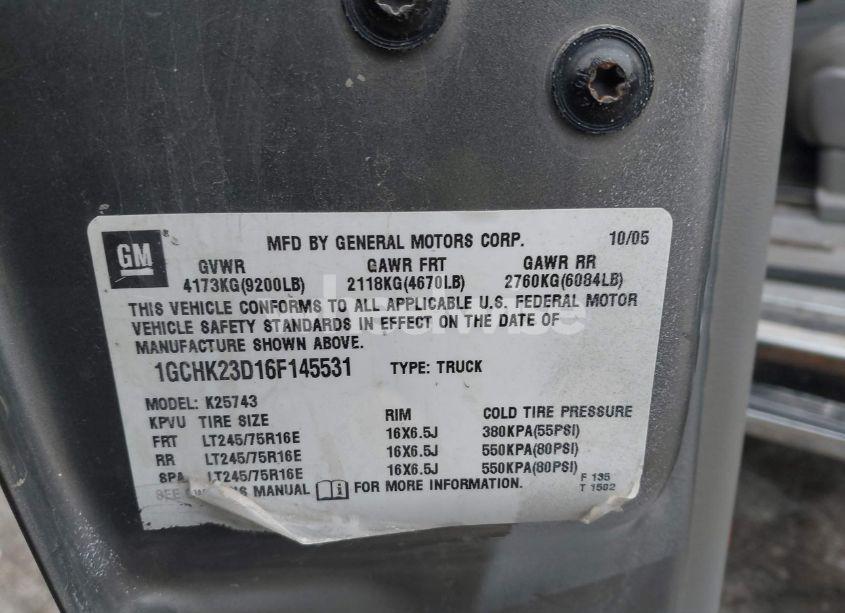 GM
MFD BY GENERAL MOTORS CORP. 10/05
GVWR GAWR FRT GAWR RR
4173KG(9200LB) 2118KG(4670LB) 2760KG(6084LB)
THIS VEHICLE CONFORMS TO ALL APPLICABLE U.S. FEDERAL MOTOR
VEHICLE SAFETY STANDARDS IN EFFECT ON THE DATE OF
MANUFACTURE SHOWN ABOVE.
1GCHK23D16F145531 TYPE: TRUCK
MODEL: K25743
KPVU TIRE SIZE RIM COLD TIRE PRESSURE
FRT LT245/75R16E 16X6.5J 380KPA(55PSI)
RR LT245/75R16E 16X6.5J 550KPA(80PSI)
SPA LT245/75R16E 16X6.5J 550KPA(80PSI)
SEE MANUAL i FOR MORE INFORMATION.
F 135
T 1502